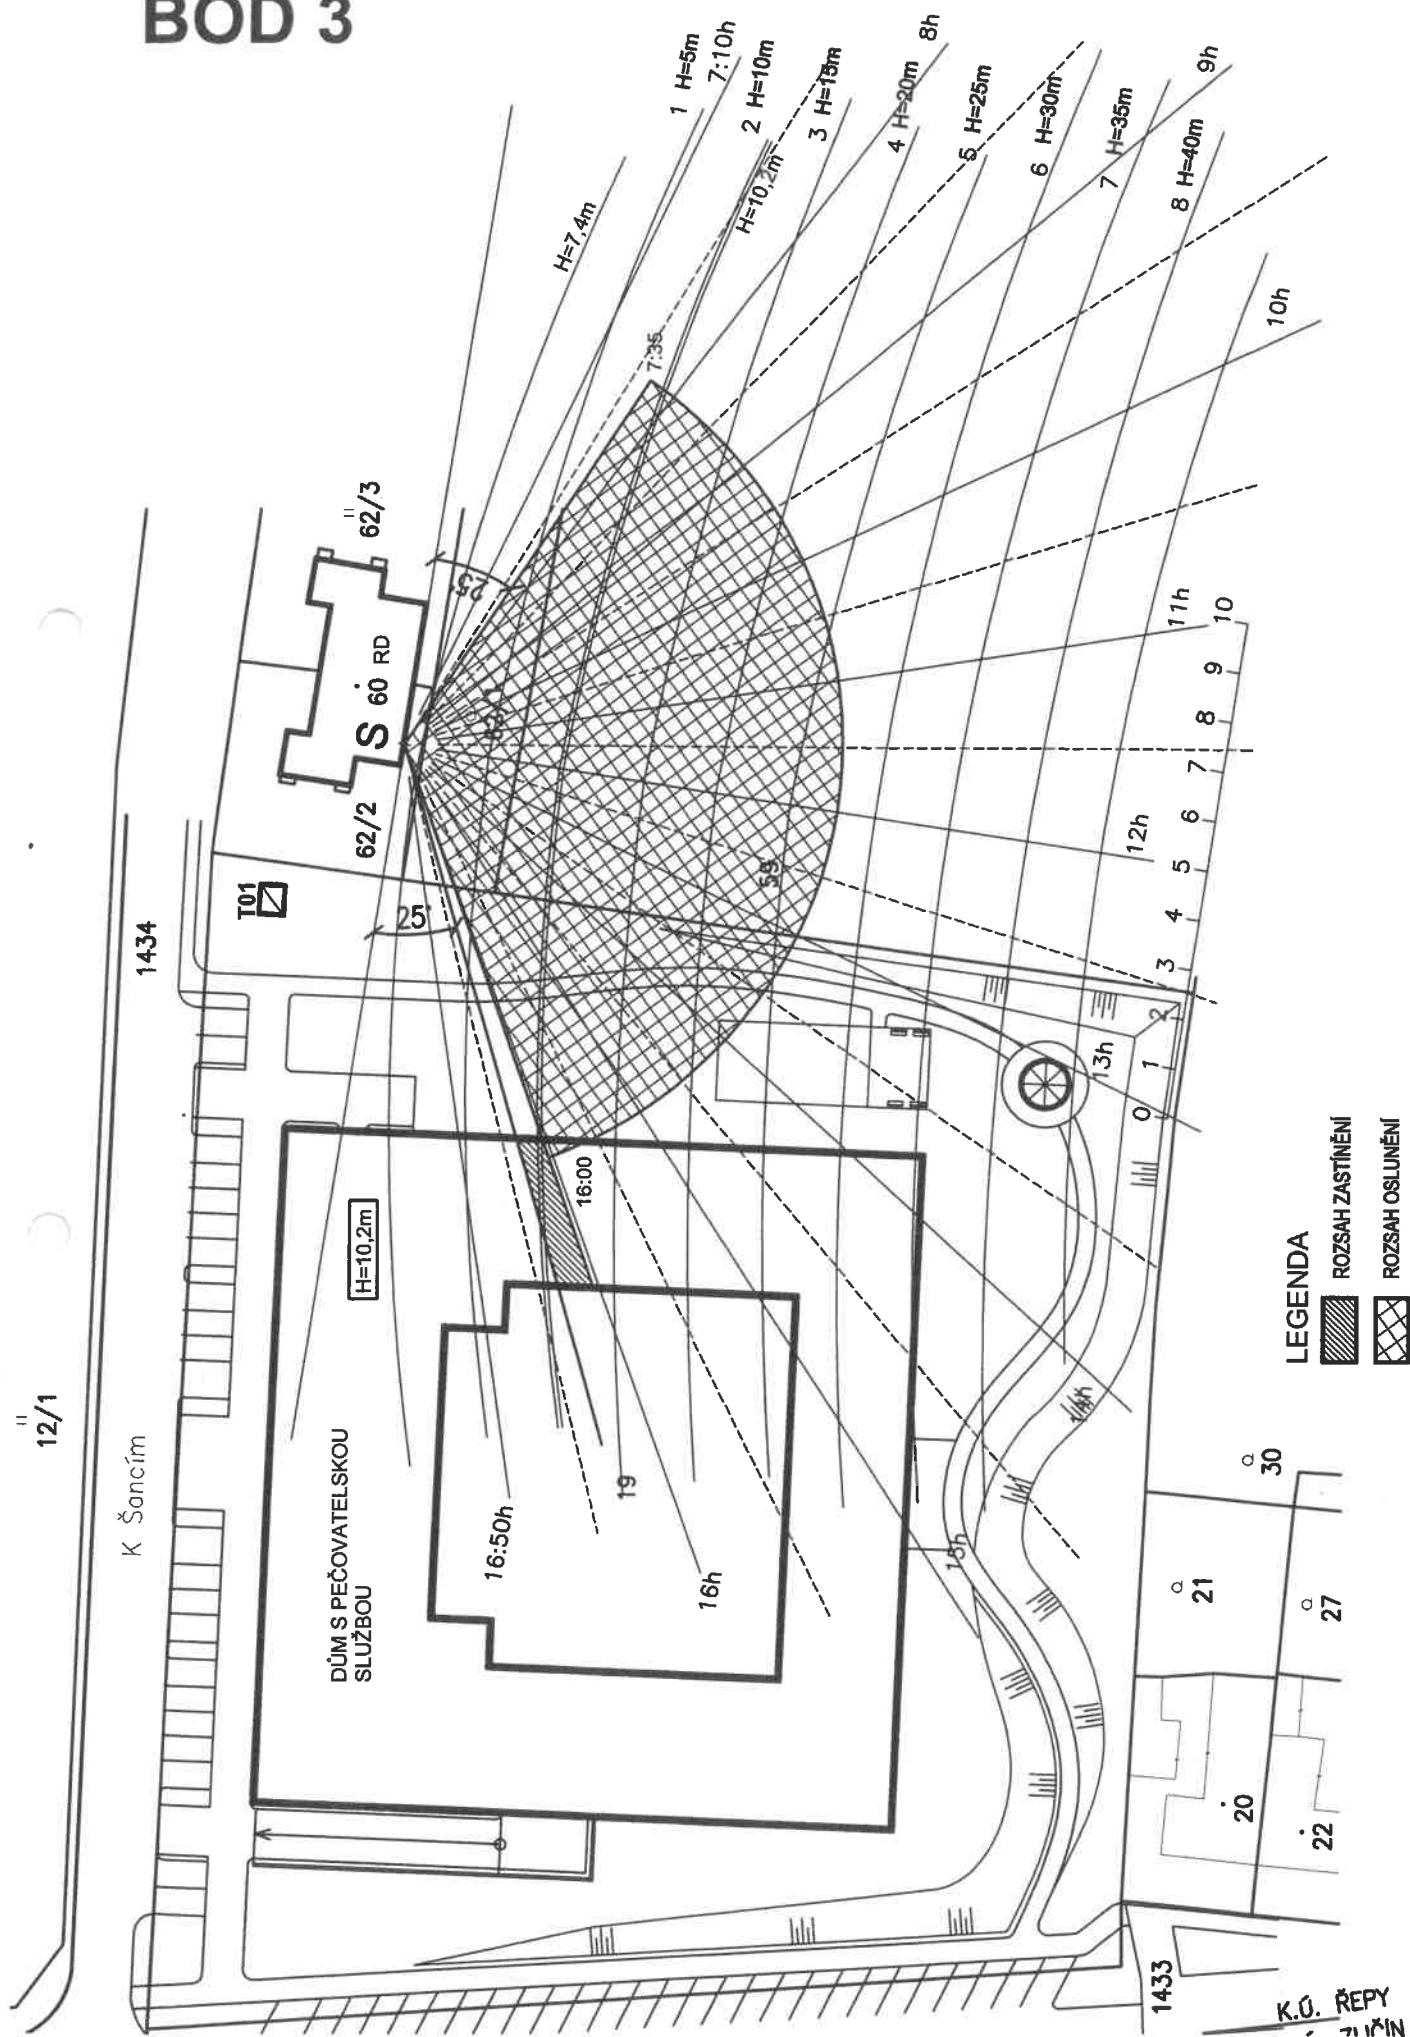 BOD 3
1 H=5m
7:10h
2 H=10m
H=10,2m
3 H=15m
4 H=20m
8h
5 H=25m
6 H=30m
7 H=35m
8 H=40m
9h
10h
11h
12h
13h
14h
15h
16h
16:50h
H=7,4m
7:35
16:00
25°
25°
62/3
S 60 RD
62/2
T01
1434
59
19
12/1
K Šancím
H=10,2m
DŮM S PEČOVATELSKOU
SLUŽBOU
0 1 2 3 4 5 6 7 8 9 10
LEGENDA
ROZSAH ZASTÍNĚNÍ
ROZSAH OSLUNĚNÍ
30
21
27
20
22
1433
K.Ú. ŘEPY